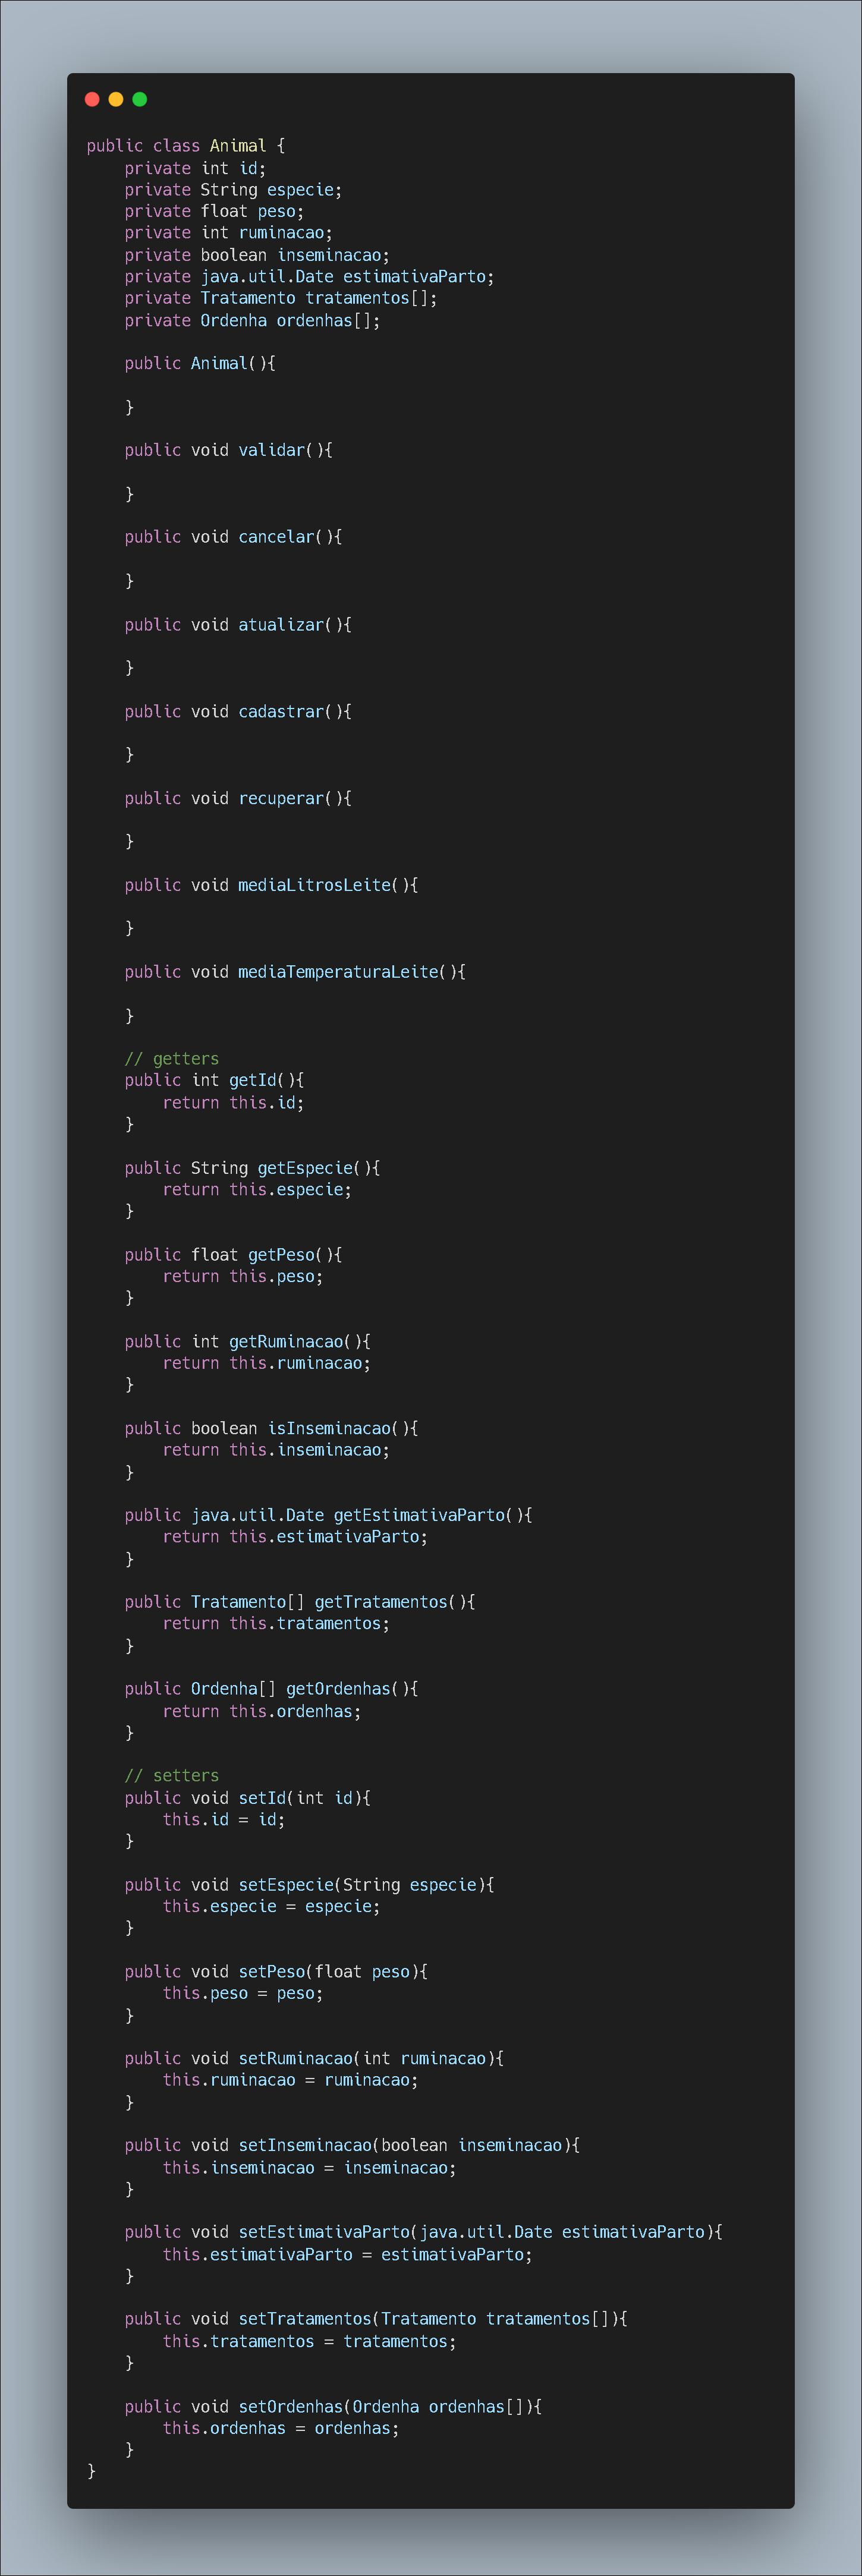 public class Animal {
    private int id;
    private String especie;
    private float peso;
    private int ruminacao;
    private boolean inseminacao;
    private java.util.Date estimativaParto;
    private Tratamento tratamentos[];
    private Ordenha ordenhas[];

    public Animal(){

    }

    public void validar(){

    }

    public void cancelar(){

    }

    public void atualizar(){

    }

    public void cadastrar(){

    }

    public void recuperar(){

    }

    public void mediaLitrosLeite(){

    }

    public void mediaTemperaturaLeite(){

    }

    // getters
    public int getId(){
        return this.id;
    }

    public String getEspecie(){
        return this.especie;
    }

    public float getPeso(){
        return this.peso;
    }

    public int getRuminacao(){
        return this.ruminacao;
    }

    public boolean isInseminacao(){
        return this.inseminacao;
    }

    public java.util.Date getEstimativaParto(){
        return this.estimativaParto;
    }

    public Tratamento[] getTratamentos(){
        return this.tratamentos;
    }

    public Ordenha[] getOrdenhas(){
        return this.ordenhas;
    }

    // setters
    public void setId(int id){
        this.id = id;
    }

    public void setEspecie(String especie){
        this.especie = especie;
    }

    public void setPeso(float peso){
        this.peso = peso;
    }

    public void setRuminacao(int ruminacao){
        this.ruminacao = ruminacao;
    }

    public void setInseminacao(boolean inseminacao){
        this.inseminacao = inseminacao;
    }

    public void setEstimativaParto(java.util.Date estimativaParto){
        this.estimativaParto = estimativaParto;
    }

    public void setTratamentos(Tratamento tratamentos[]){
        this.tratamentos = tratamentos;
    }

    public void setOrdenhas(Ordenha ordenhas[]){
        this.ordenhas = ordenhas;
    }
}